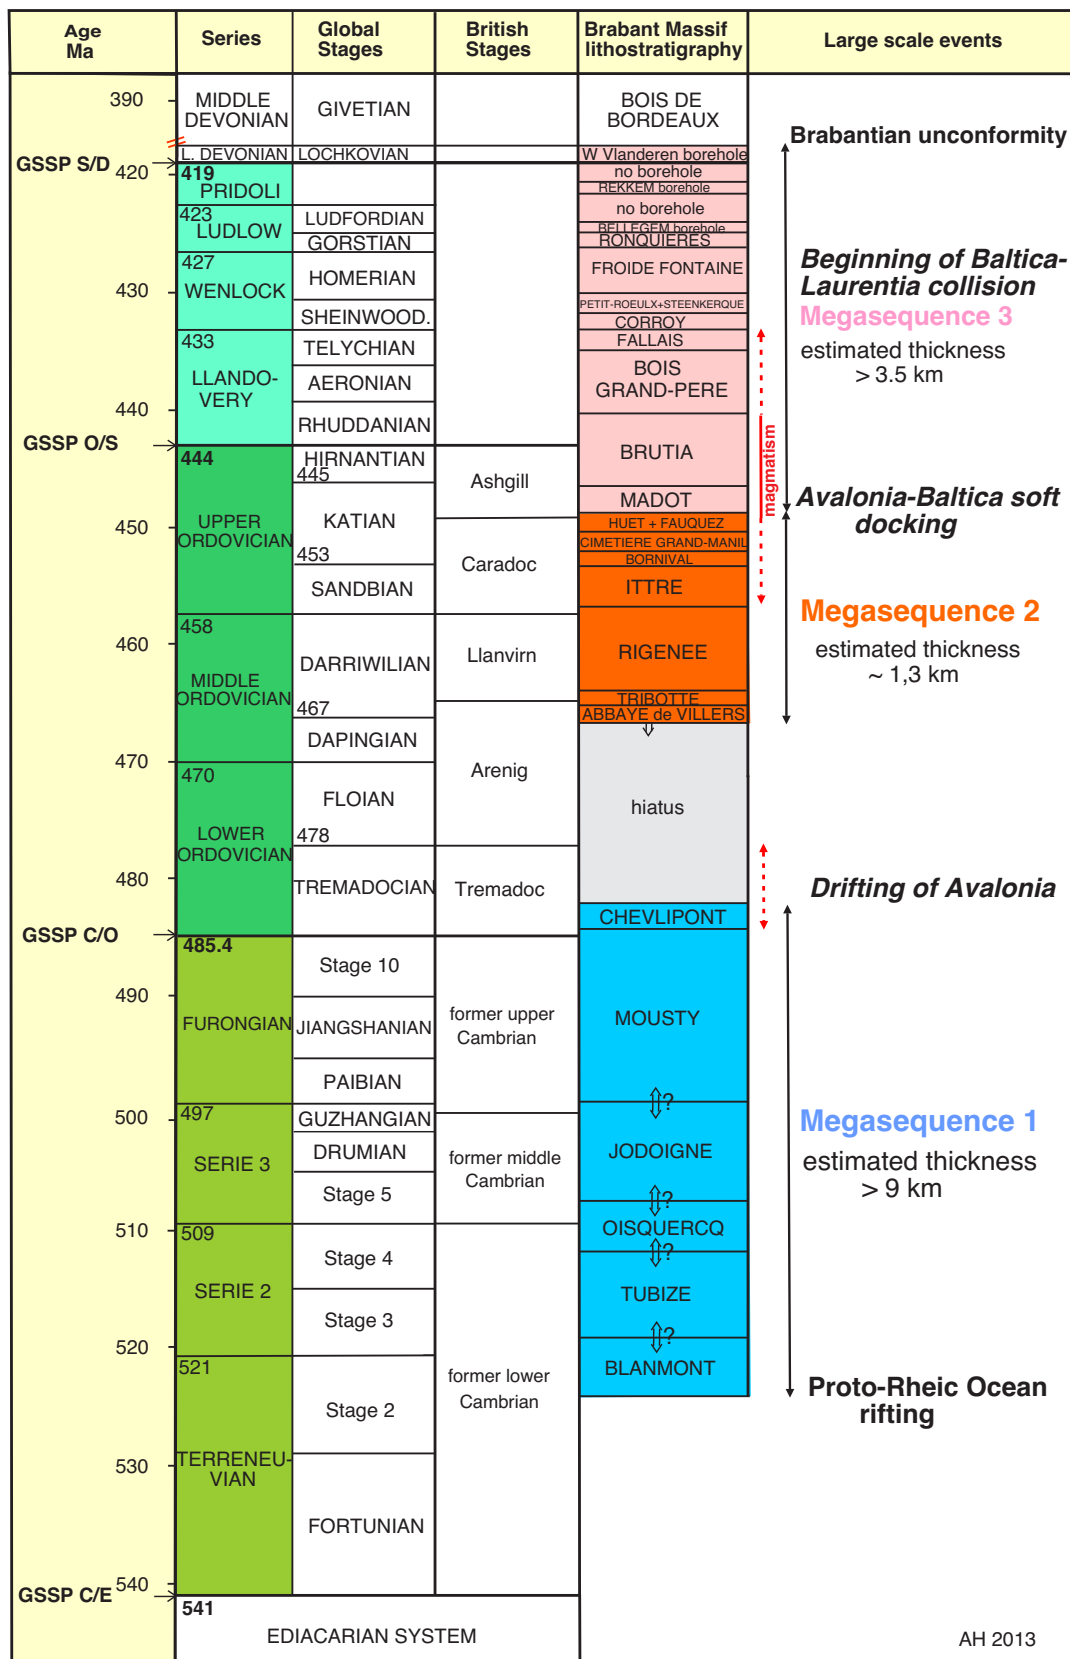 Age
Ma
Series
Global
Stages
British
Stages
Brabant Massif
lithostratigraphy
Large scale events
390
MIDDLE
DEVONIAN
GIVETIAN
BOIS DE
BORDEAUX
Brabantian unconformity
GSSP S/D
L. DEVONIAN
LOCHKOVIAN
W Vlanderen borehole
420
419
PRIDOLI
no borehole
REKKEM borehole
no borehole
423
LUDLOW
LUDFORDIAN
GORSTIAN
BELLEGEM borehole
RONQUIERES
427
WENLOCK
HOMERIAN
SHEINWOOD.
FROIDE FONTAINE
PETIT-ROEULX+STEENKERQUE
CORROY
Beginning of Baltica-
Laurentia collision
Megasequence 3
estimated thickness
> 3.5 km
430
433
LLANDO-
VERY
TELYCHIAN
AERONIAN
RHUDDANIAN
FALLAIS
BOIS
GRAND-PERE
BRUTIA
MADOT
magmatism
440
GSSP O/S
444
HIRNANTIAN
445
Ashgill
Avalonia-Baltica soft
docking
450
UPPER
ORDOVICIAN
KATIAN
453
SANDBIAN
Caradoc
HUET + FAUQUEZ
CIMETIERE GRAND-MANIL
BORNIVAL
ITTRE
458
MIDDLE
ORDOVICIAN
DARRIWILIAN
467
DAPINGIAN
Llanvirn
RIGENEE
TRIBOTTE
ABBAYE de VILLERS
Megasequence 2
estimated thickness
~ 1,3 km
460
470
470
LOWER
ORDOVICIAN
FLOIAN
478
TREMADOCIAN
Arenig
Tremadoc
hiatus
CHEVLIPONT
Drifting of Avalonia
480
GSSP C/O
485.4
FURONGIAN
Stage 10
JIANGSHANIAN
PAIBIAN
former upper
Cambrian
MOUSTY
?
490
500
497
SERIE 3
GUZHANGIAN
DRUMIAN
Stage 5
former middle
Cambrian
JODOIGNE
?
OISQUERCQ
?
Megasequence 1
estimated thickness
> 9 km
510
509
SERIE 2
Stage 4
Stage 3
TUBIZE
?
BLANMONT
520
521
TERRENEU-
VIAN
Stage 2
FORTUNIAN
former lower
Cambrian
Proto-Rheic Ocean
rifting
530
540
GSSP C/E
541
EDIACARIAN SYSTEM
AH 2013